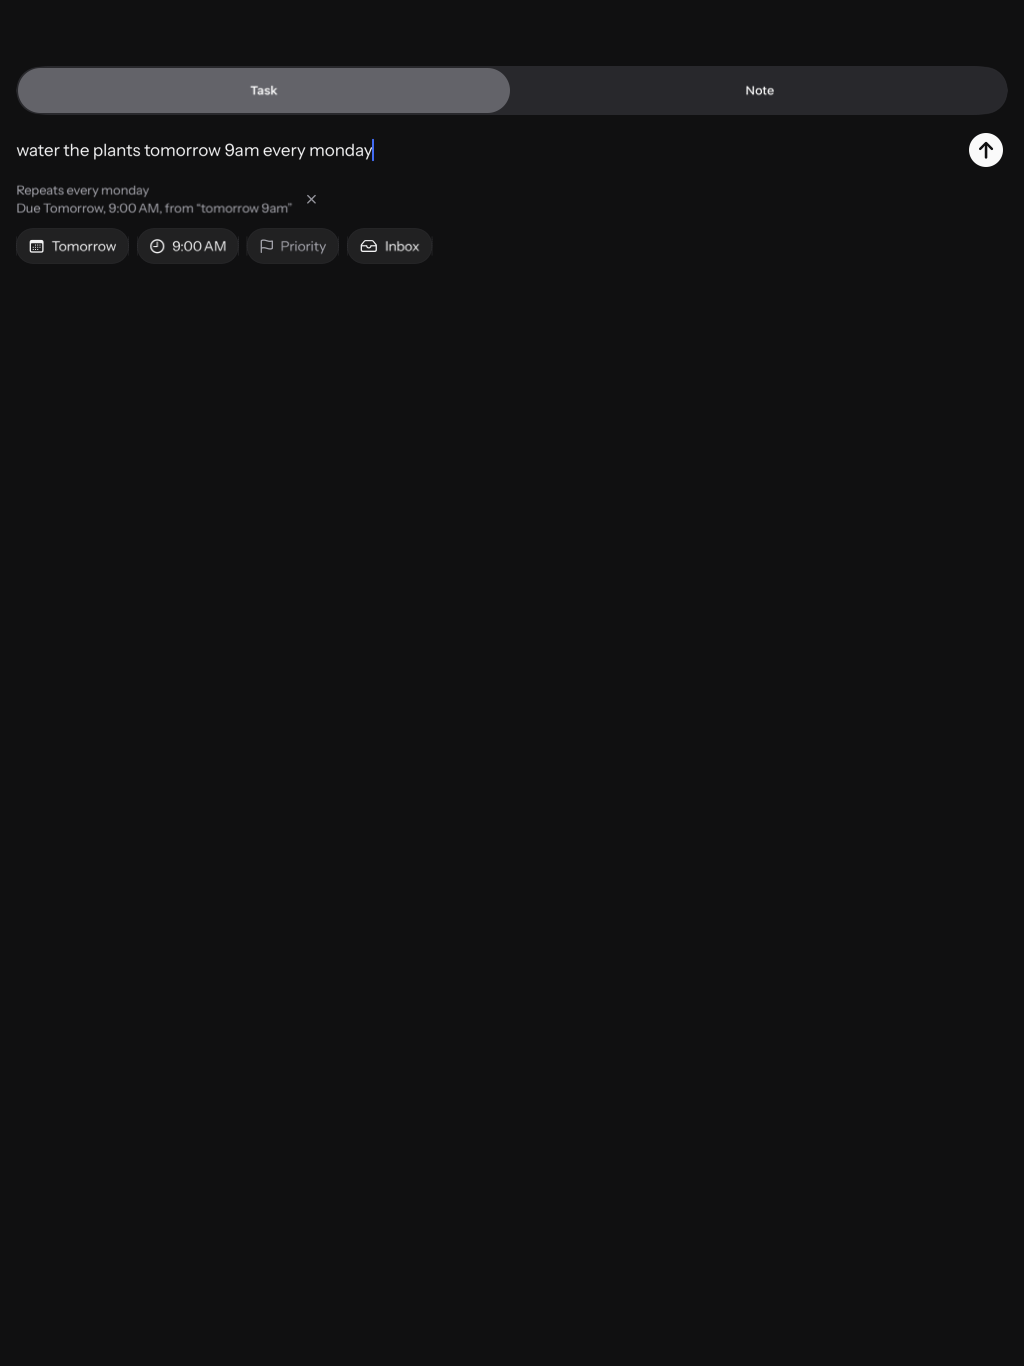 Task Note
water the plants tomorrow 9am every monday
Repeats every monday
Due Tomorrow, 9:00 AM, from “tomorrow 9am”
Tomorrow 9:00 AM Priority Inbox